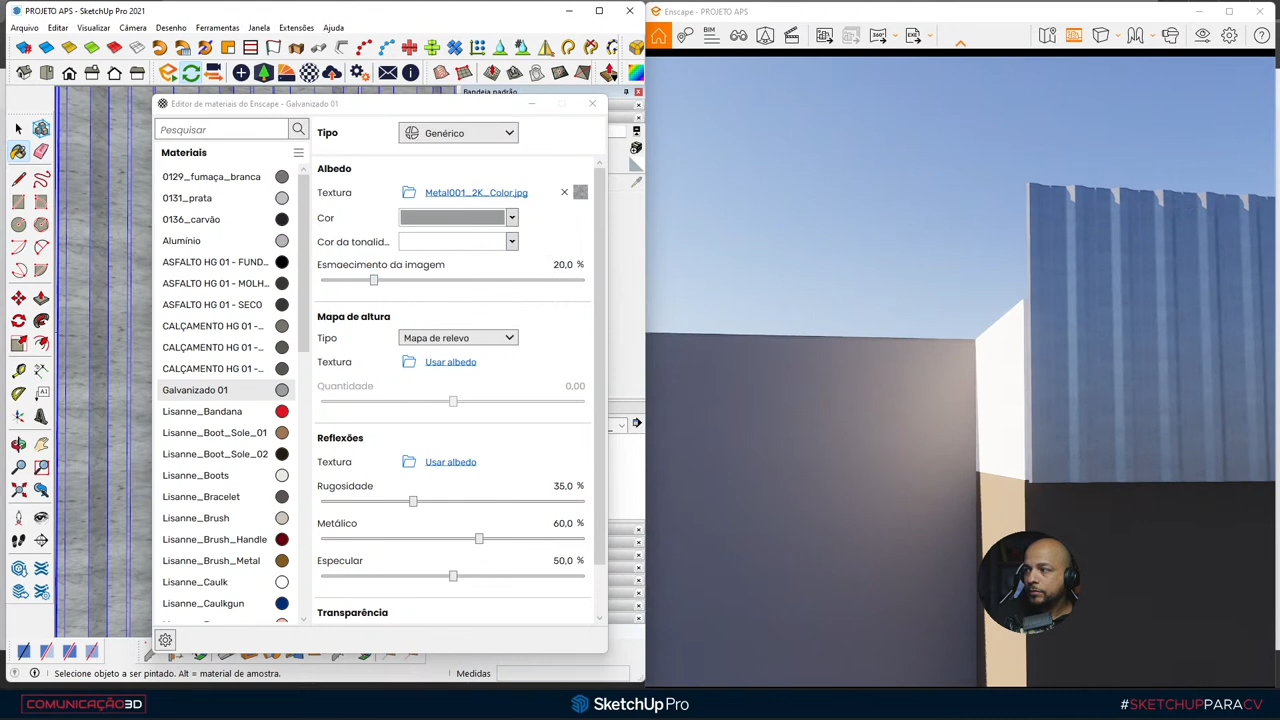 PROJETO APS - SketchUp Pro 2021
Enscape - PROJETO APS
Arquivo Editar Visualizar Câmera Desenho Ferramentas Janela Extensões Ajuda
BIM
360°
EXE
Bandeja padrão
Editor de materiais do Enscape - Galvanizado 01
Pesquisar
Materiais
0129_fumaça_branca
0131_prata
0136_carvão
Alumínio
ASFALTO HG 01 - FUND...
ASFALTO HG 01 - MOLH...
ASFALTO HG 01 - SECO
CALÇAMENTO HG 01 -...
CALÇAMENTO HG 01 -...
CALÇAMENTO HG 01 -...
Galvanizado 01
Lisanne_Bandana
Lisanne_Boot_Sole_01
Lisanne_Boot_Sole_02
Lisanne_Boots
Lisanne_Bracelet
Lisanne_Brush
Lisanne_Brush_Handle
Lisanne_Brush_Metal
Lisanne_Caulk
Lisanne_Caulkgun
Tipo Genérico
Albedo
Textura Metal001_2K_Color.jpg
Cor
Cor da tonalid...
Esmaecimento da imagem 20,0 %
Mapa de altura
Tipo Mapa de relevo
Textura Usar albedo
Quantidade 0,00
Reflexões
Textura Usar albedo
Rugosidade 35,0 %
Metálico 60,0 %
Especular 50,0 %
Transparência
Selecione objeto a ser pintado. Alt = material de amostra.
Medidas
COMUNICAÇÃO3D
SketchUp Pro
#SKETCHUPPARACV